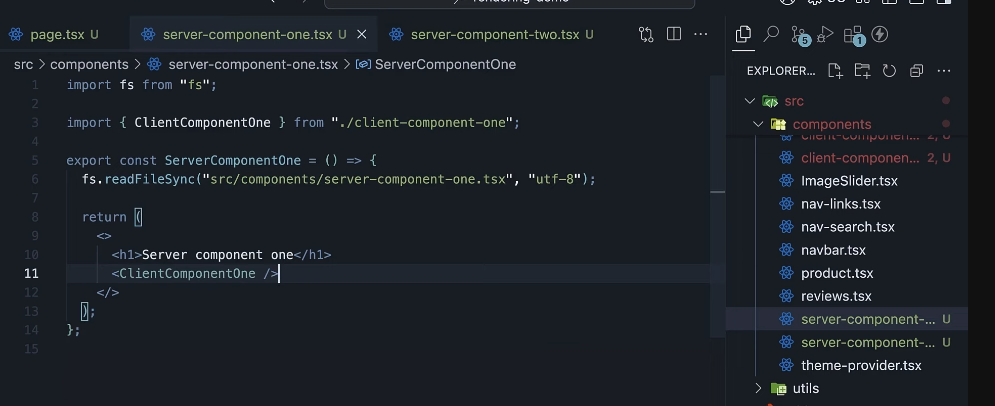 page.tsx U
server-component-one.tsx U
server-component-two.tsx U
src > components > server-component-one.tsx > ServerComponentOne
1 import fs from "fs";
2
3 import { ClientComponentOne } from "./client-component-one";
4
5 export const ServerComponentOne = () => {
6 fs.readFileSync("src/components/server-component-one.tsx", "utf-8");
7
8 return (
9 <>
10 <h1>Server component one</h1>
11 <ClientComponentOne />
12 </>
13 );
14 };
15
5
1
EXPLORER...
src
components
client-componen... 2, U
client-componen... 2, U
ImageSlider.tsx
nav-links.tsx
nav-search.tsx
navbar.tsx
product.tsx
reviews.tsx
server-component-... U
server-component-... U
theme-provider.tsx
utils